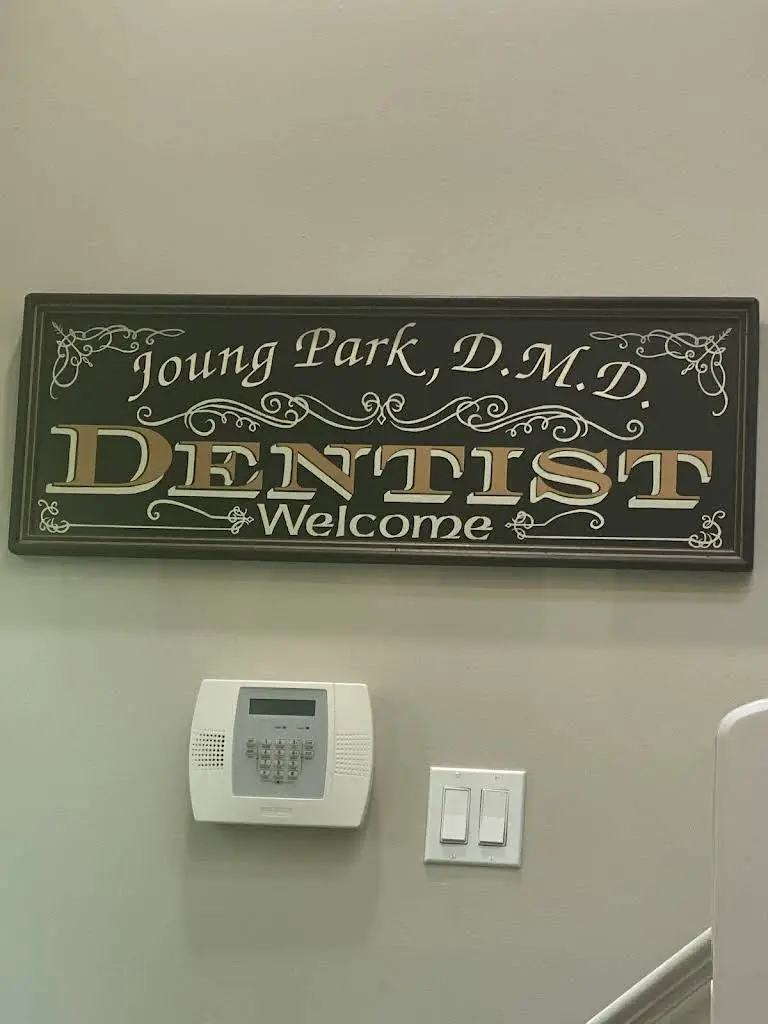 Joung Park, D.M.D.
DENTIST
Welcome